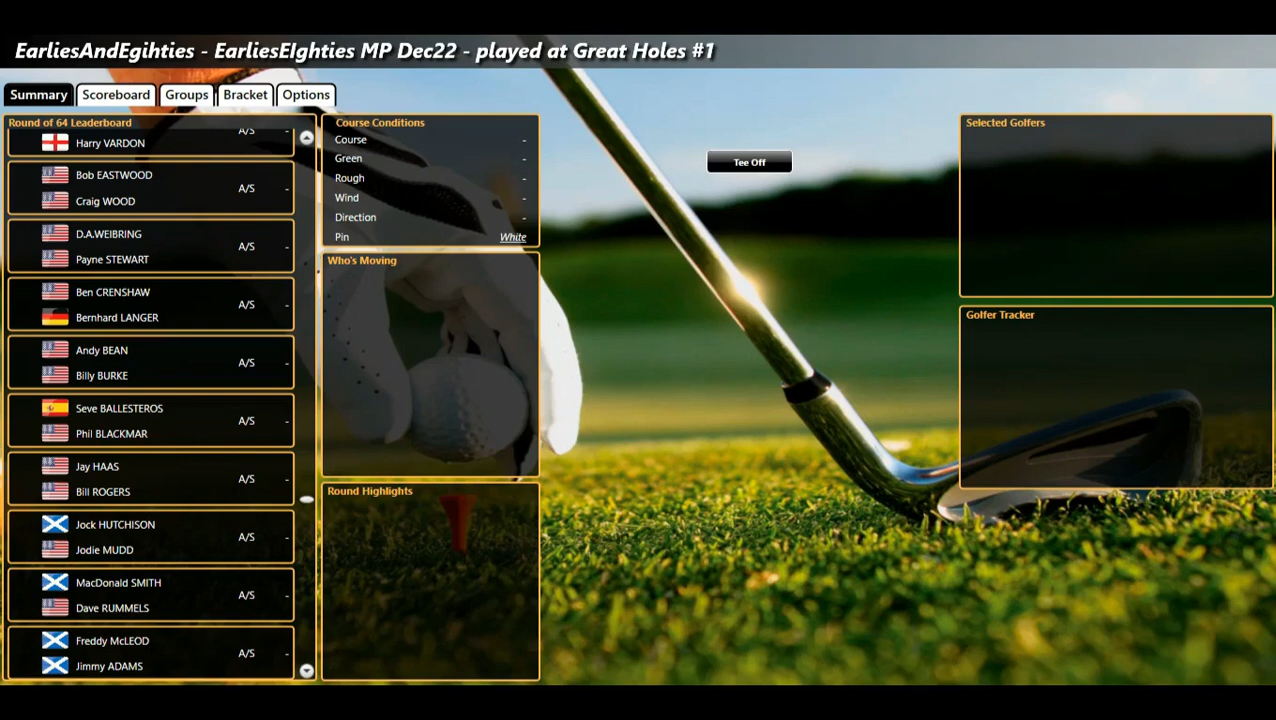 EarliesAndEgihties - EarliesEIghties MP Dec22 - played at Great Holes #1
Summary Scoreboard Groups Bracket Options
Round of 64 Leaderboard
A/S -
Harry VARDON
Bob EASTWOOD
A/S -
Craig WOOD
D.A.WEIBRING
A/S -
Payne STEWART
Ben CRENSHAW
A/S -
Bernhard LANGER
Andy BEAN
A/S -
Billy BURKE
Seve BALLESTEROS
A/S -
Phil BLACKMAR
Jay HAAS
A/S -
Bill ROGERS
Jock HUTCHISON
A/S -
Jodie MUDD
MacDonald SMITH
A/S -
Dave RUMMELS
Freddy McLEOD
A/S -
Jimmy ADAMS
Course Conditions
Course -
Green -
Rough -
Wind -
Direction -
Pin White
Who's Moving
Round Highlights
Tee Off
Selected Golfers
Golfer Tracker